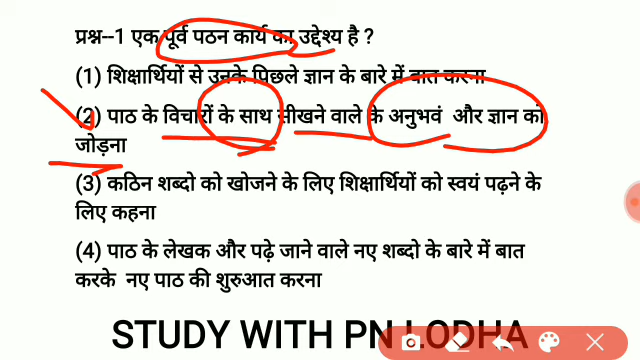 प्रश्न--1 एक पूर्व पठन कार्य का उद्देश्य है ?
(1) शिक्षार्थियों से उनके पिछले ज्ञान के बारे में बात करना
(2) पाठ के विचारों के साथ सीखने वाले के अनुभवं और ज्ञान को
जोड़ना
(3) कठिन शब्दो को खोजने के लिए शिक्षार्थियों को स्वयं पढ़ने के
लिए कहना
(4) पाठ के लेखक और पढ़े जाने वाले नए शब्दो के बारे में बात
करके नए पाठ की शुरुआत करना
STUDY WITH PN LODHA